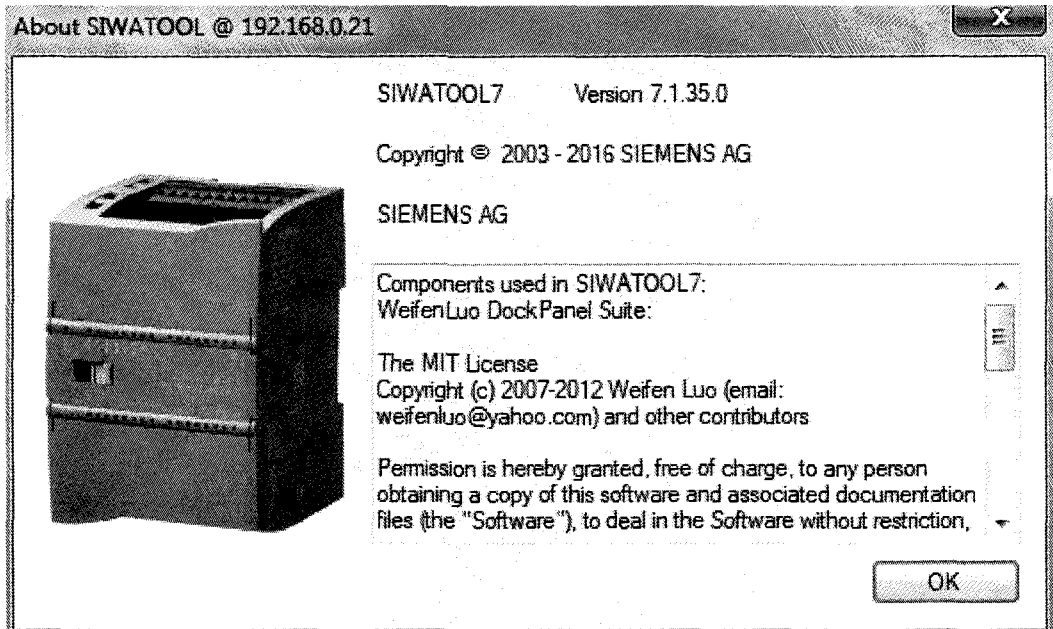 About SIWATOOL @ 192.168.0.21
SIWATOOL7 Version 7.1.35.0
Copyright © 2003 - 2016 SIEMENS AG
SIEMENS AG
Components used in SIWATOOL7:
WeifenLuo DockPanel Suite:
The MIT License
Copyright (c) 2007-2012 Weifen Luo (email:
weifenluo@yahoo.com) and other contributors
Permission is hereby granted, free of charge, to any person
obtaining a copy of this software and associated documentation
files (the "Software"), to deal in the Software without restriction,
OK